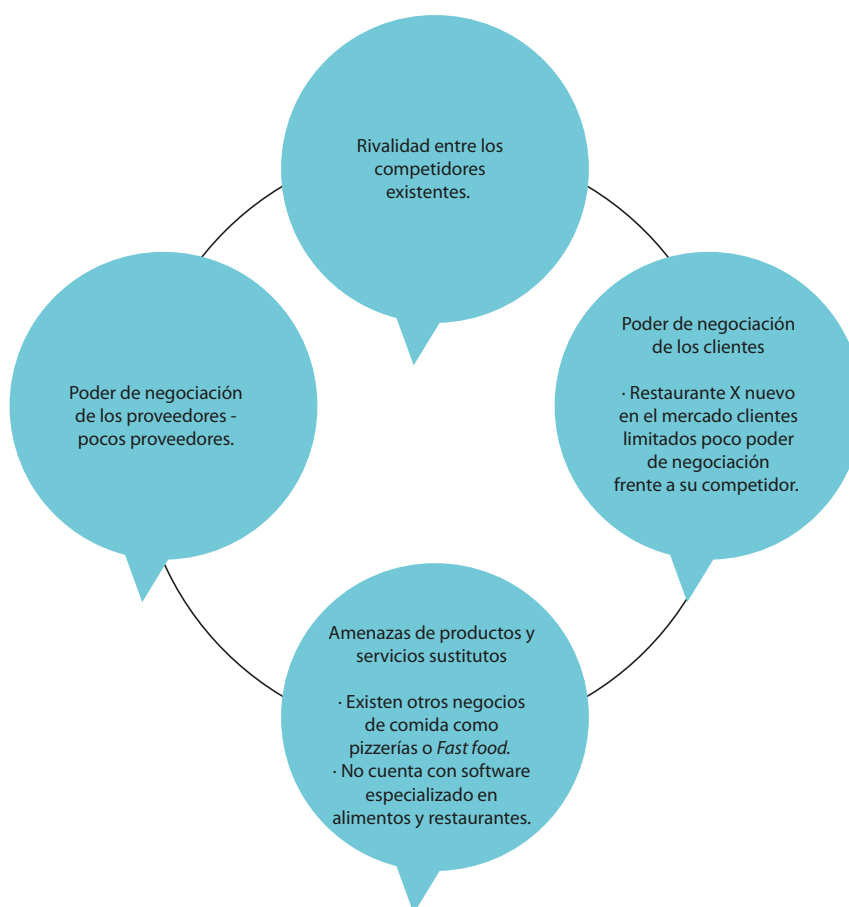 Rivalidad entre los
competidores
existentes.
Poder de negociación
de los proveedores -
pocos proveedores.
Poder de negociación
de los clientes
· Restaurante X nuevo
en el mercado clientes
limitados poco poder
de negociación
frente a su competidor.
Amenazas de productos y
servicios sustitutos
· Existen otros negocios
de comida como
pizzerías o Fast food.
· No cuenta con software
especializado en
alimentos y restaurantes.